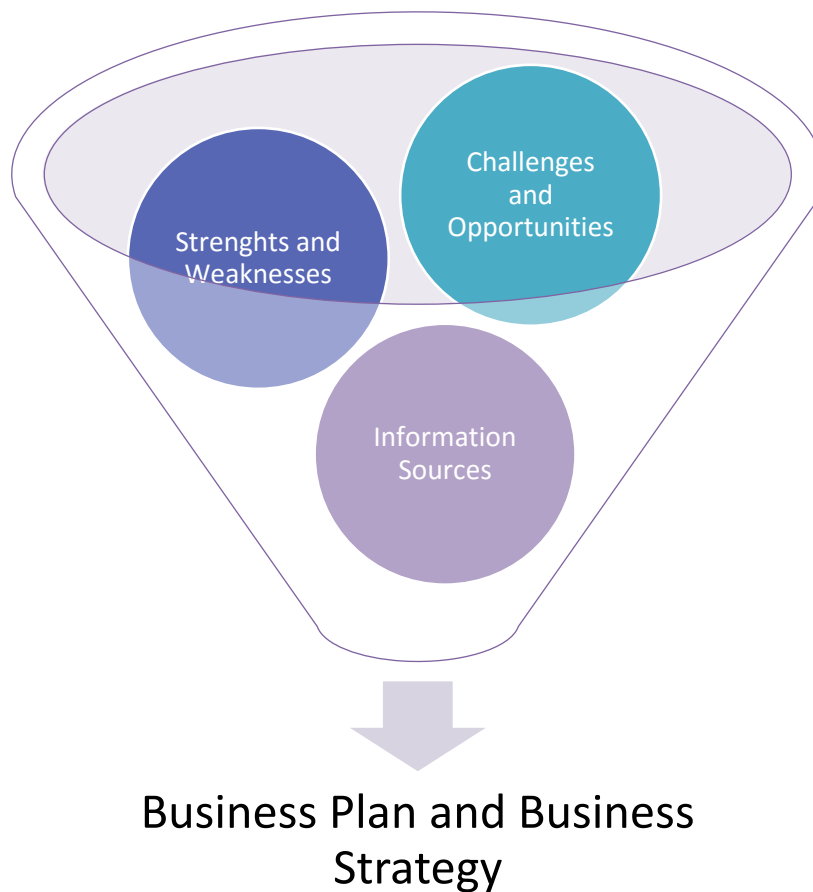 Challenges
and
Opportunities
Strenghts and
Weaknesses
Information
Sources
Business Plan and Business
Strategy